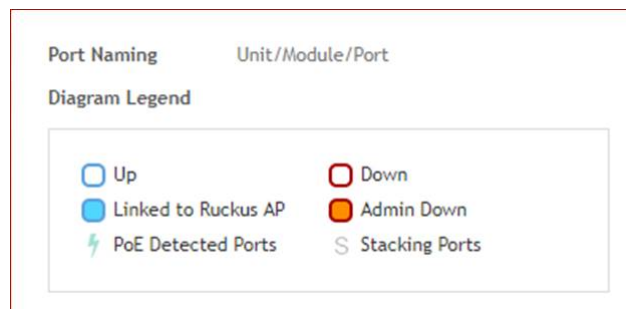 Port Naming Unit/Module/Port
Diagram Legend
Up Down
Linked to Ruckus AP Admin Down
PoE Detected Ports S Stacking Ports